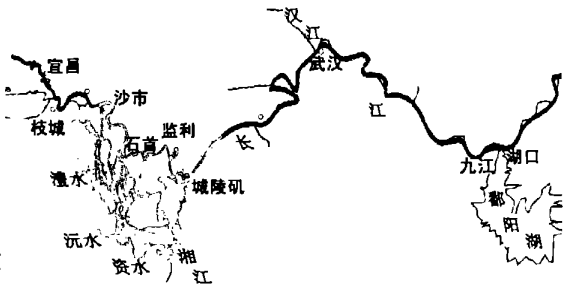 汉江
宜昌
武汉
沙市
枝城
监利
石首
长江
九江
湖口
澧水
城陵矶
鄱阳湖
沅水
资水
湘江